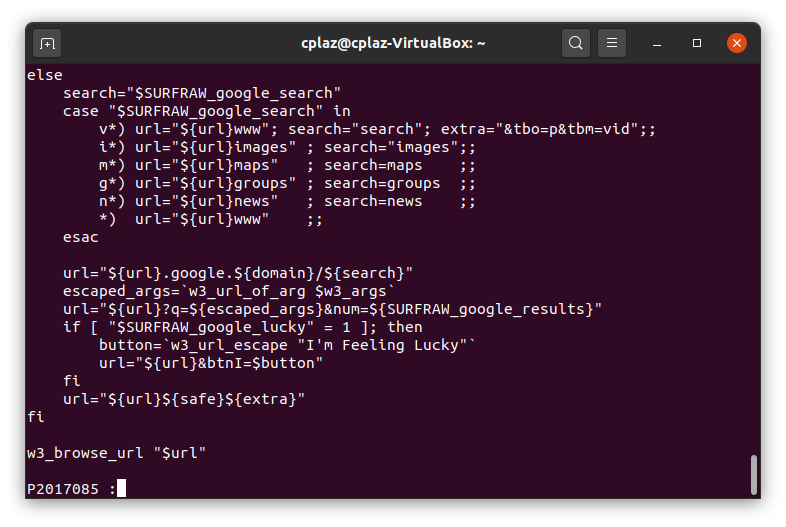 cplaz@cplaz-VirtualBox: ~
else
    search="$SURFRAW_google_search"
    case "$SURFRAW_google_search" in
        v*) url="${url}www"; search="search"; extra="&tbo=p&tbm=vid";;
        i*) url="${url}images" ; search="images";;
        m*) url="${url}maps"   ; search=maps    ;;
        g*) url="${url}groups" ; search=groups  ;;
        n*) url="${url}news"   ; search=news    ;;
        *)  url="${url}www"    ;;
    esac

    url="${url}.google.${domain}/${search}"
    escaped_args=`w3_url_of_arg $w3_args`
    url="${url}?q=${escaped_args}&num=${SURFRAW_google_results}"
    if [ "$SURFRAW_google_lucky" = 1 ]; then
        button=`w3_url_escape "I'm Feeling Lucky"`
        url="${url}&btnI=$button"
    fi
    url="${url}${safe}${extra}"
fi

w3_browse_url "$url"

P2017085 :